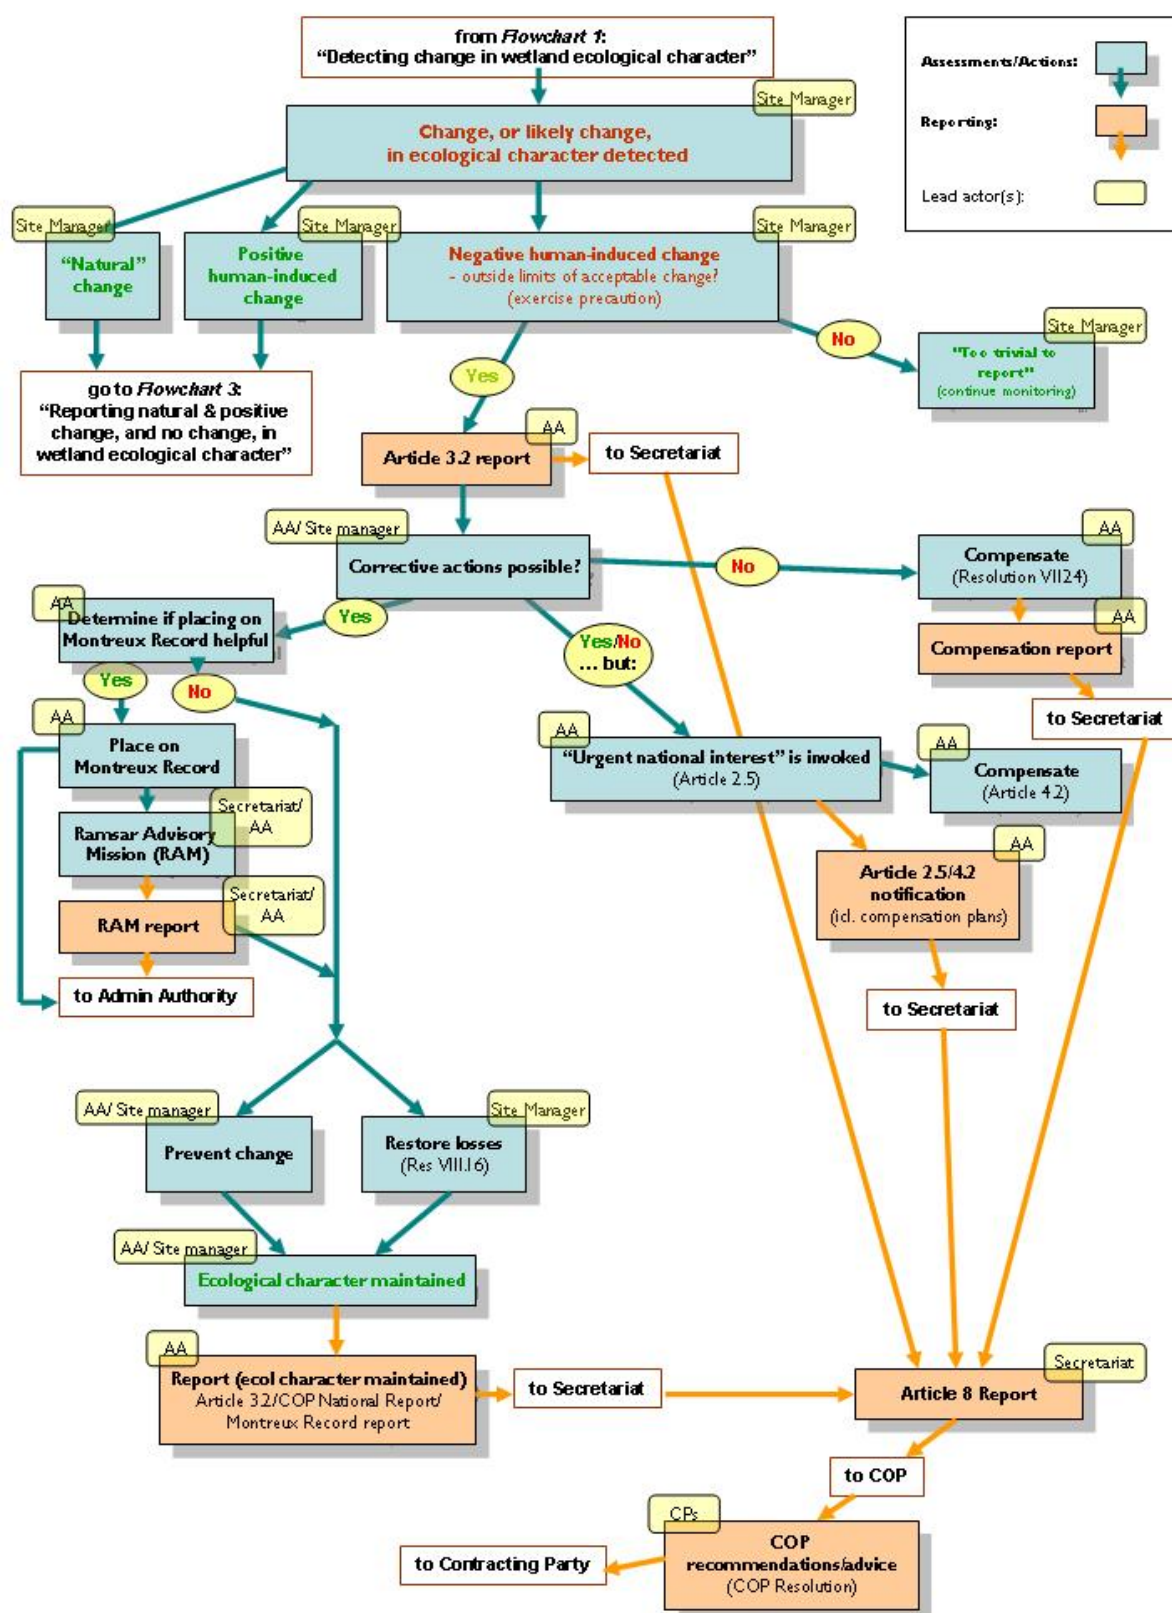 from Flowchart 1:
“Detecting change in wetland ecological character”
Assessments/Actions:
Reporting:
Lead actor(s):
Site Manager
Change, or likely change,
in ecological character detected
Site Manager
“Natural”
change
Site Manager
Positive
human-induced
change
Site Manager
Negative human-induced change
- outside limits of acceptable change?
(exercise precaution)
No
Site Manager
“Too trivial to
report”
(continue monitoring)
Yes
go to Flowchart 3:
“Reporting natural & positive
change, and no change, in
wetland ecological character”
AA
Article 3.2 report
to Secretariat
AA/ Site manager
Corrective actions possible?
No
AA
Compensate
(Resolution VII.24)
AA
Compensation report
to Secretariat
Yes
AA
Determine if placing on
Montreux Record helpful
Yes/No
... but:
Yes
No
AA
Place on
Montreux Record
AA
“Urgent national interest” is invoked
(Article 2.5)
AA
Compensate
(Article 4.2)
Secretariat/
AA
Ramsar Advisory
Mission (RAM)
AA
Article 2.5/4.2
notification
(icl. compensation plans)
Secretariat/
AA
RAM report
to Admin Authority
to Secretariat
AA/ Site manager
Prevent change
Site Manager
Restore losses
(Res VIII.16)
AA/ Site manager
Ecological character maintained
AA
Report (ecol character maintained)
Article 3.2/COP National Report/
Montreux Record report
to Secretariat
Secretariat
Article 8 Report
to COP
CPs
COP
recommendations/advice
(COP Resolution)
to Contracting Party